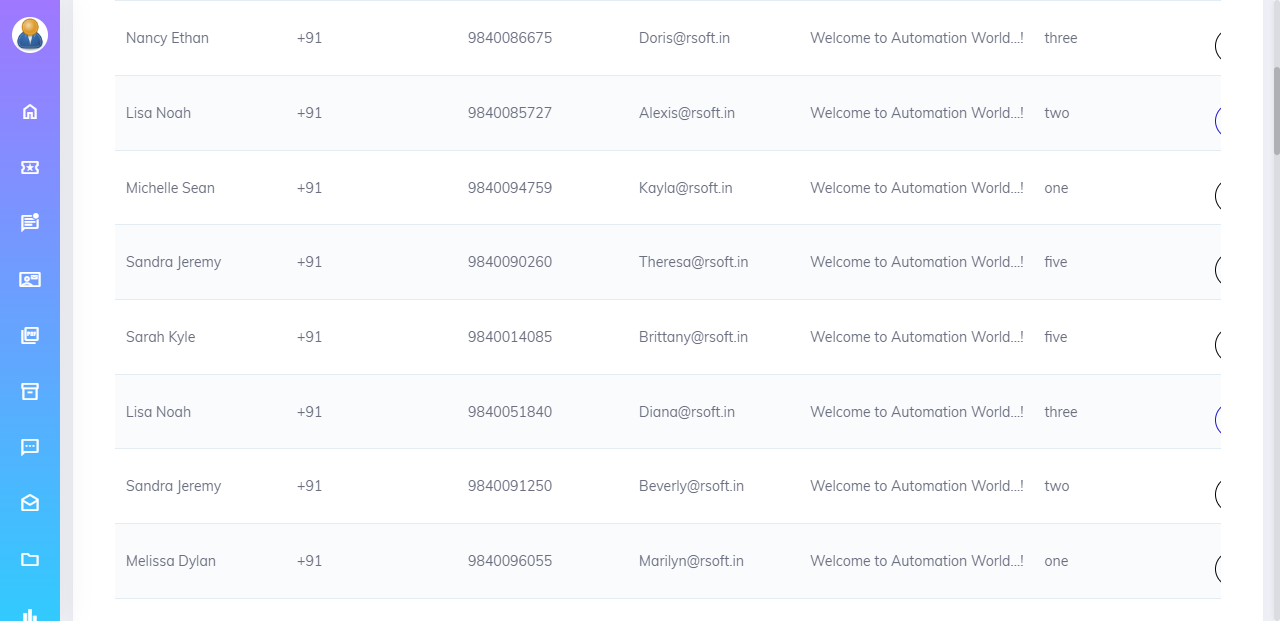 Nancy Ethan +91 9840086675 Doris@rsoft.in Welcome to Automation World...! three
Lisa Noah +91 9840085727 Alexis@rsoft.in Welcome to Automation World...! two
Michelle Sean +91 9840094759 Kayla@rsoft.in Welcome to Automation World...! one
Sandra Jeremy +91 9840090260 Theresa@rsoft.in Welcome to Automation World...! five
Sarah Kyle +91 9840014085 Brittany@rsoft.in Welcome to Automation World...! five
Lisa Noah +91 9840051840 Diana@rsoft.in Welcome to Automation World...! three
Sandra Jeremy +91 9840091250 Beverly@rsoft.in Welcome to Automation World...! two
Melissa Dylan +91 9840096055 Marilyn@rsoft.in Welcome to Automation World...! one